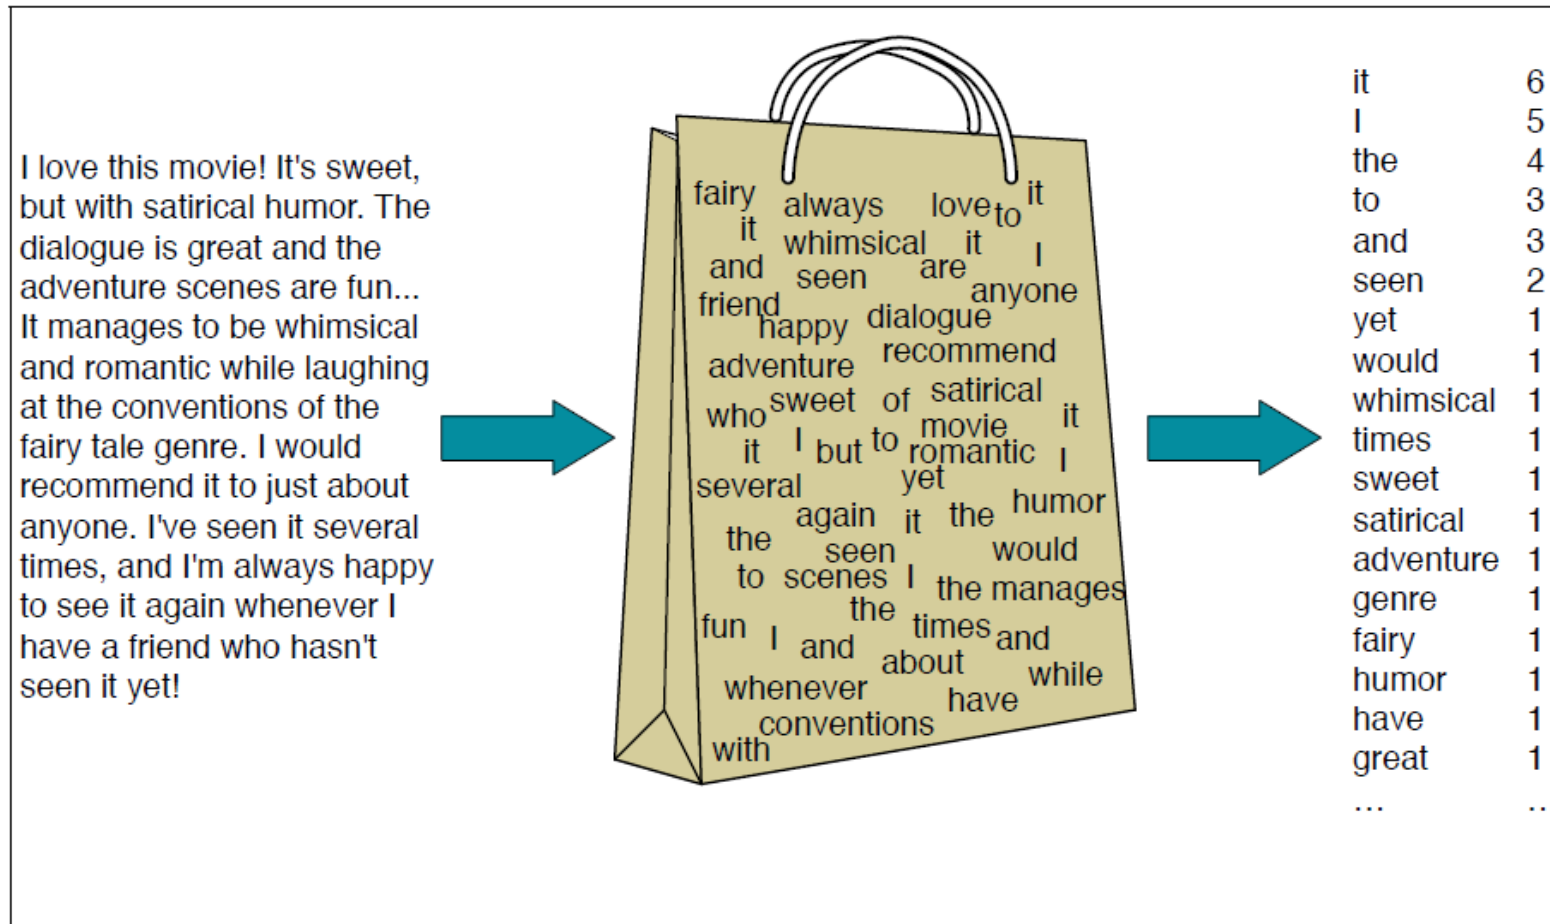 I love this movie! It's sweet,
but with satirical humor. The
dialogue is great and the
adventure scenes are fun...
It manages to be whimsical
and romantic while laughing
at the conventions of the
fairy tale genre. I would
recommend it to just about
anyone. I've seen it several
times, and I'm always happy
to see it again whenever I
have a friend who hasn't
seen it yet!
fairy always love to it
it whimsical it I
and seen are anyone
friend happy dialogue
adventure recommend
who sweet of satirical
it I but to movie it
romantic I
several yet
again it the humor
the seen would
to scenes I the manages
fun I and the times and
about while
whenever have
conventions
with
it 6
I 5
the 4
to 3
and 3
seen 2
yet 1
would 1
whimsical 1
times 1
sweet 1
satirical 1
adventure 1
genre 1
fairy 1
humor 1
have 1
great 1
... ..